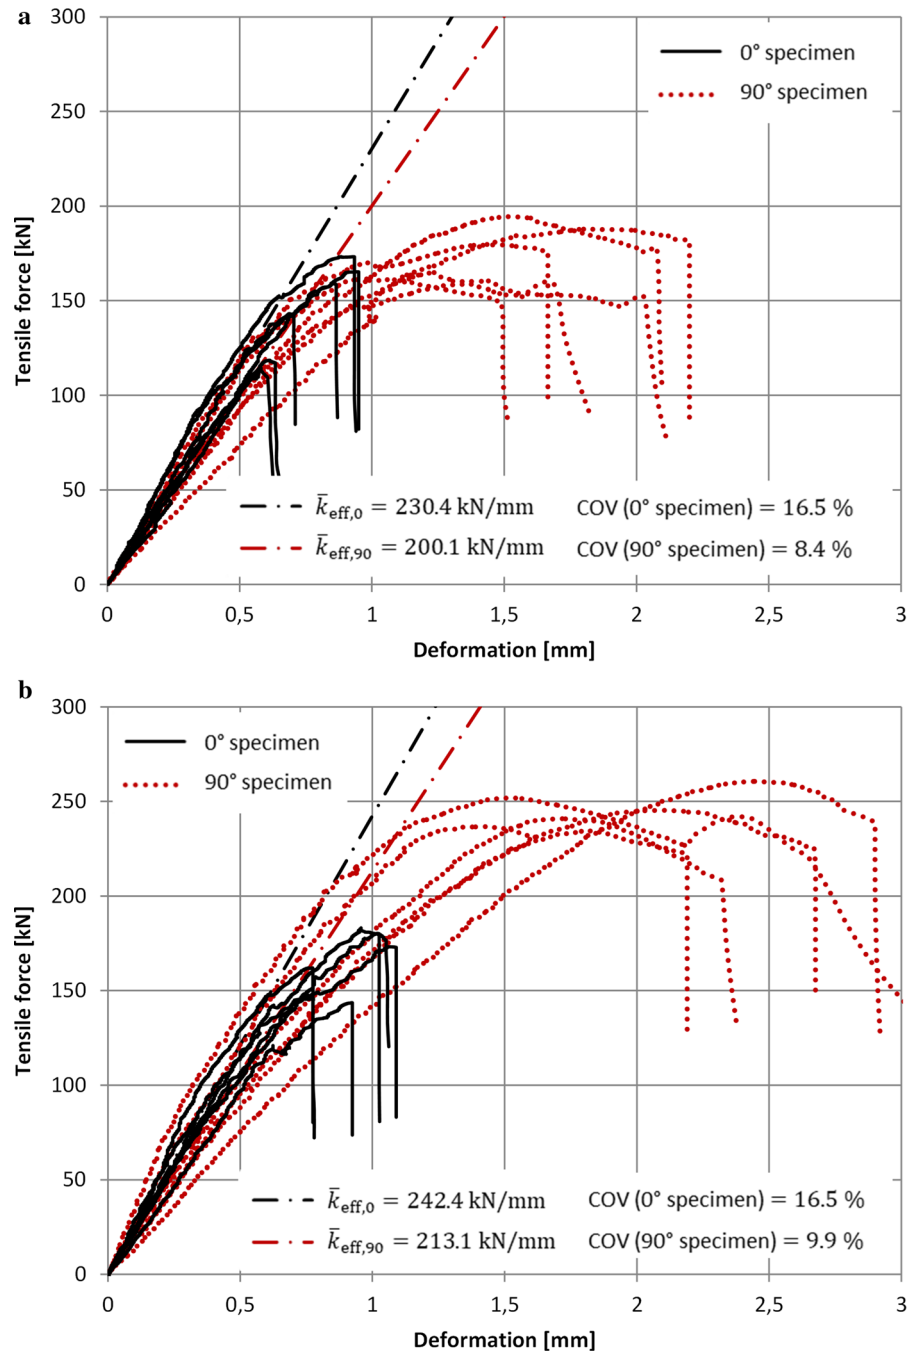 a
300
250
200
150
100
50
0
Tensile force [kN]
0° specimen
90° specimen
k̄eff,0 = 230.4 kN/mm COV (0° specimen) = 16.5 %
k̄eff,90 = 200.1 kN/mm COV (90° specimen) = 8.4 %
0 0,5 1 1,5 2 2,5 3
Deformation [mm]
b
300
250
200
150
100
50
0
Tensile force [kN]
0° specimen
90° specimen
k̄eff,0 = 242.4 kN/mm COV (0° specimen) = 16.5 %
k̄eff,90 = 213.1 kN/mm COV (90° specimen) = 9.9 %
0 0,5 1 1,5 2 2,5 3
Deformation [mm]